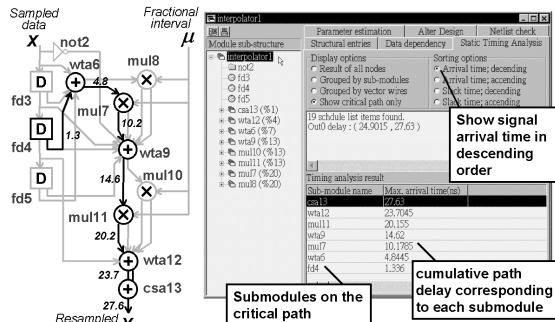 Sampled data
Fractional interval
X
not2
μ
wta6
mul8
D
4.8
fd3
mul7
D
1.3
10.2
fd4
wta9
D
mul10
14.6
fd5
mul11
20.2
wta12
23.7
csa13
27.6
Resampled
interpolator1
Module sub-structure
interpolator1
not2
fd3
fd4
fd5
csa13 (%1)
wta12 (%4)
wta6 (%7)
wta9 (%13)
mul10 (%13)
mul11 (%13)
mul7 (%20)
mul8 (%20)
Parameter estimation
Alter Design
Netlist check
Structural entries
Data dependency
Static Timing Analysis
Display options
Result of all nodes
Grouped by sub-modules
Grouped by vector wires
Show critical path only
Sorting options
Arrival time; decending
Arrival time; accending
Slack time; decending
Slack time; accending
19 schdule list items found.
Out0 delay : ( 24.9015 , 27.63 )
Show signal arrival time in descending order
Timing analysis result
Sub-module name Max. arrival time(ns)
csa13 27.63
wta12 23.7045
mul11 20.155
wta9 14.62
mul7 10.1785
wta6 4.8445
fd4 1.336
Submodules on the critical path
cumulative path delay corresponding to each submodule